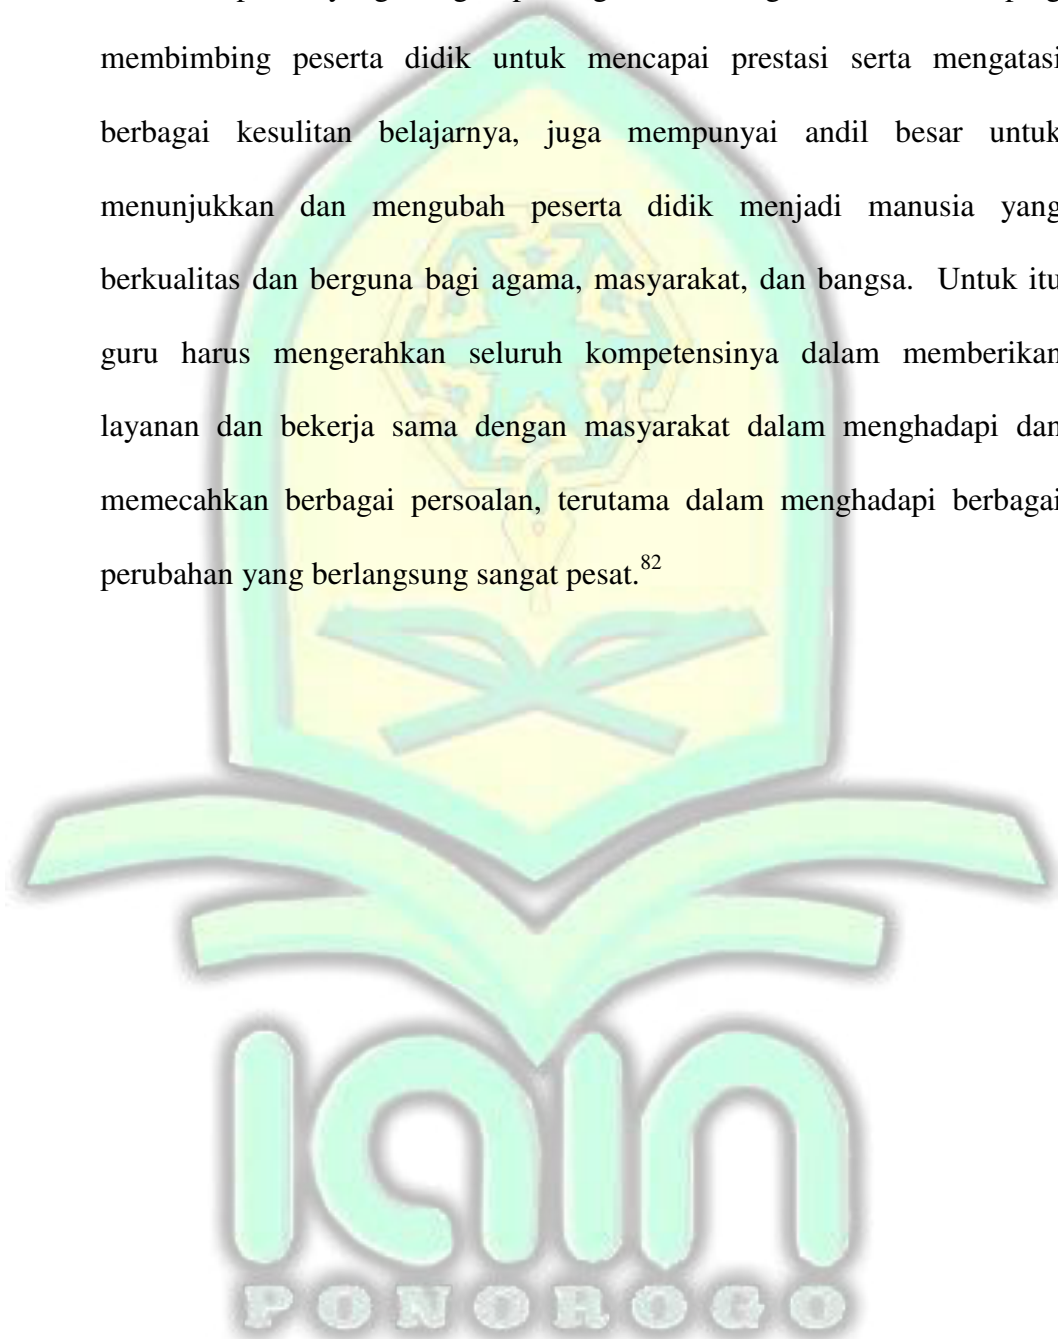 membimbing peserta didik untuk mencapai prestasi serta mengatasi
berbagai kesulitan belajarnya, juga mempunyai andil besar untuk
menunjukkan dan mengubah peserta didik menjadi manusia yang
berkualitas dan berguna bagi agama, masyarakat, dan bangsa. Untuk itu
guru harus mengerahkan seluruh kompetensinya dalam memberikan
layanan dan bekerja sama dengan masyarakat dalam menghadapi dan
memecahkan berbagai persoalan, terutama dalam menghadapi berbagai
perubahan yang berlangsung sangat pesat.82
iain
PONOROGO